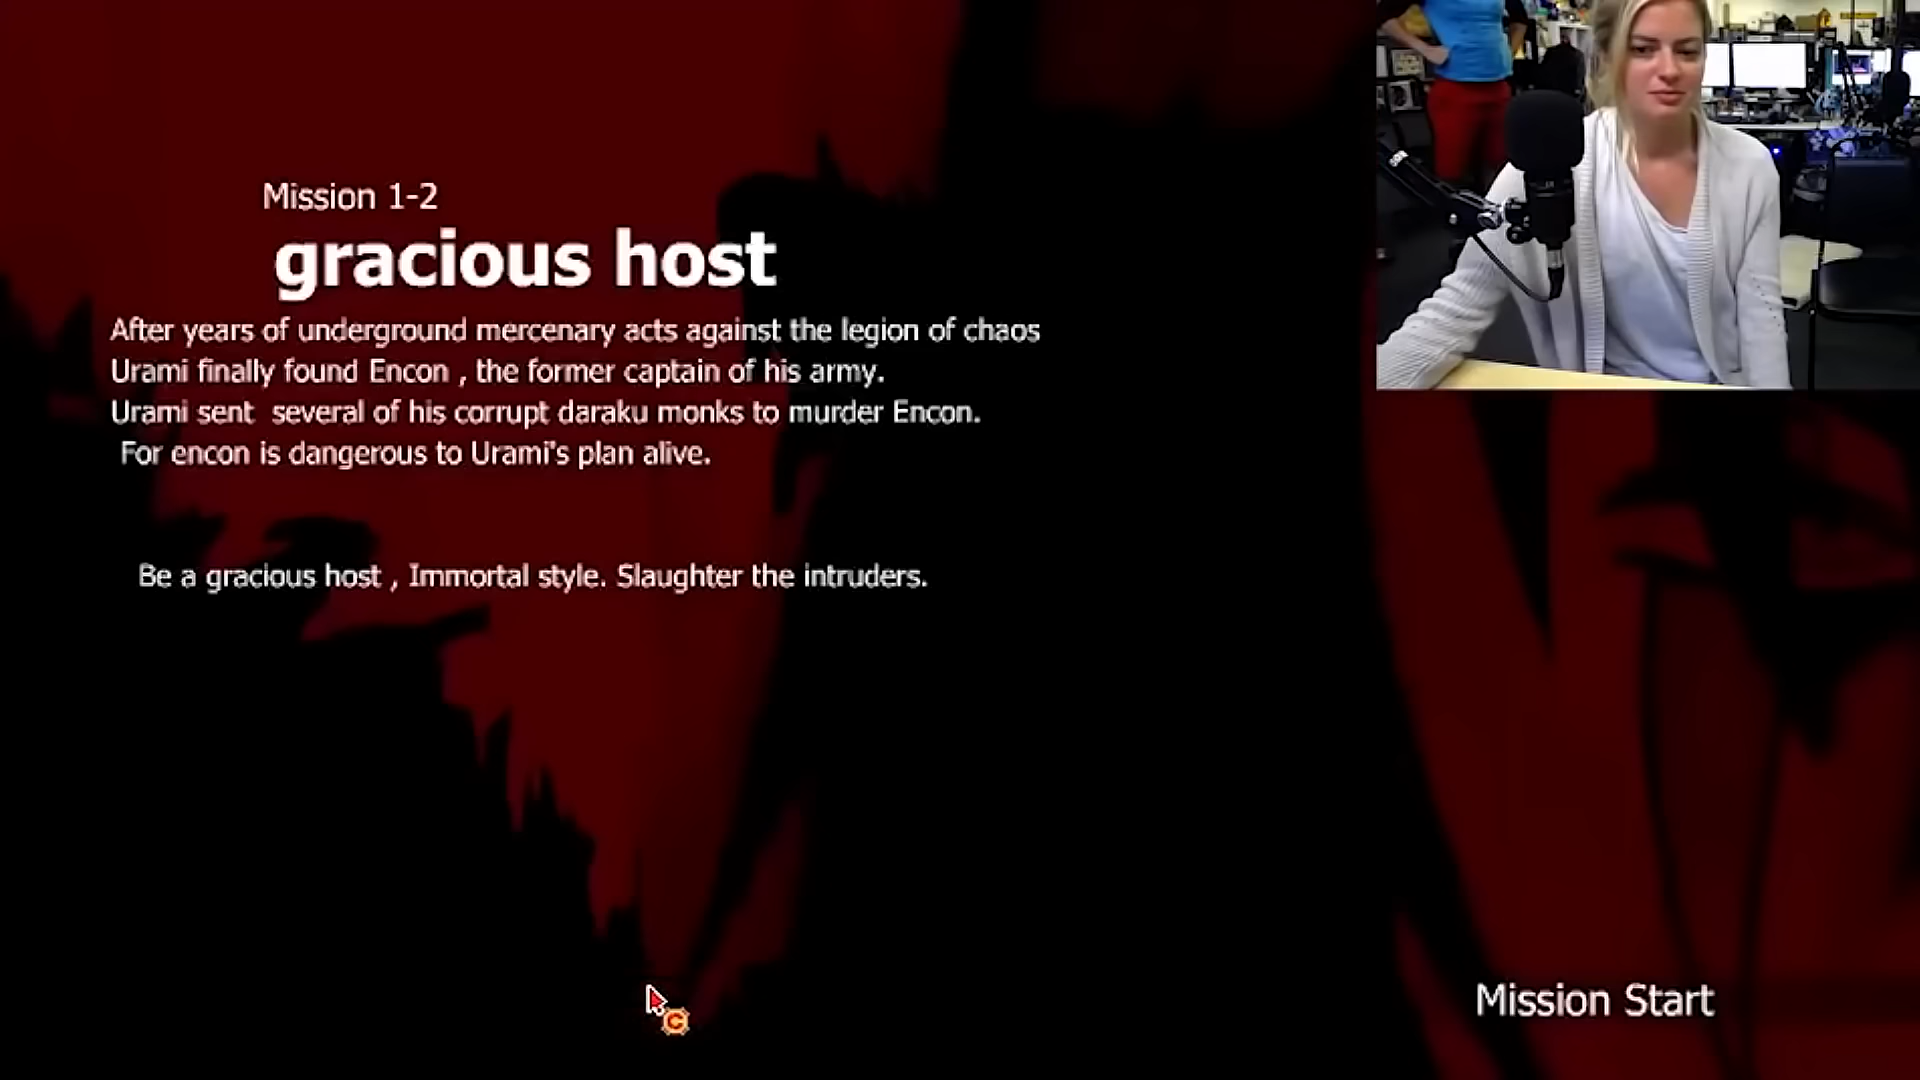 Mission 1-2
gracious host
After years of underground mercenary acts against the legion of chaos
Urami finally found Encon , the former captain of his army.
Urami sent  several of his corrupt daraku monks to murder Encon.
For encon is dangerous to Urami's plan alive.
Be a gracious host , Immortal style. Slaughter the intruders.
C
Mission Start